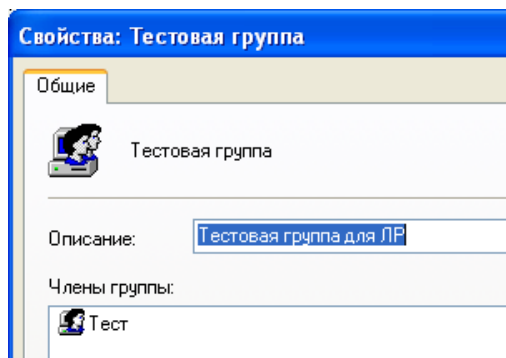 Свойства: Тестовая группа
Общие
Тестовая группа
Описание: Тестовая группа для ЛР
Члены группы:
Тест